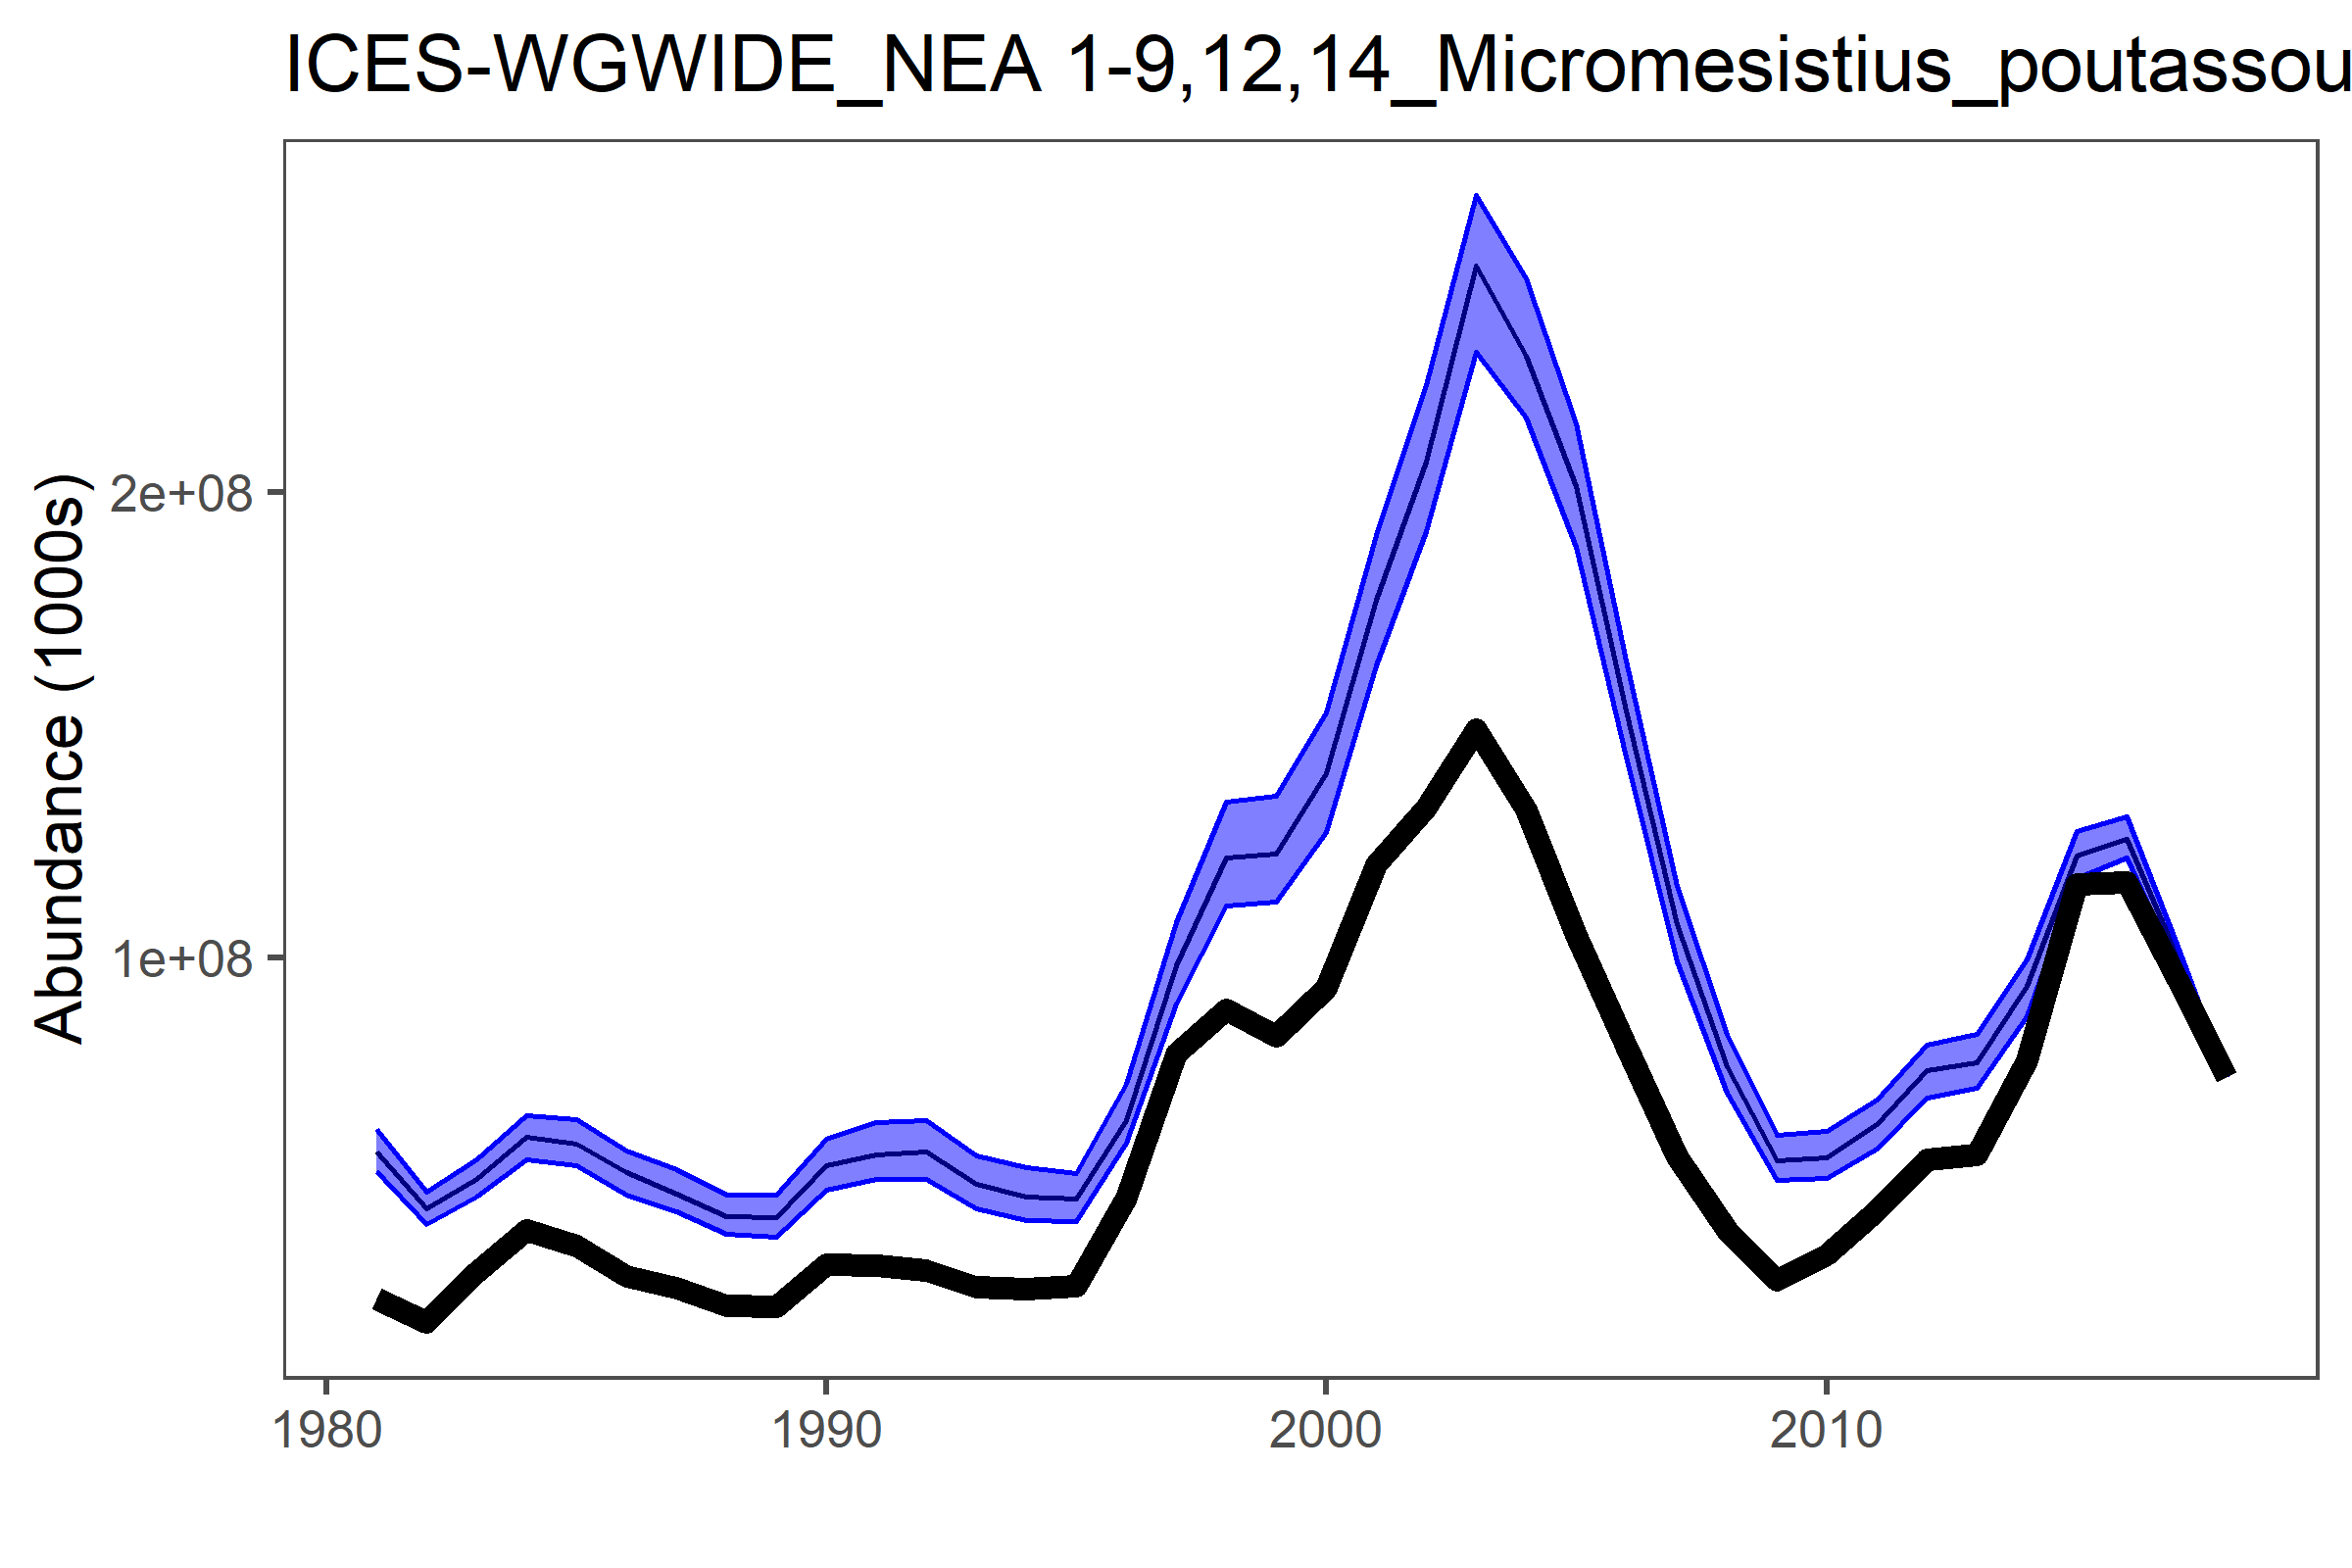 ICES-WGWIDE_NEA 1-9,12,14_Micromesistius_poutassou
Abundance (1000s)
2e+08
1e+08
1980
1990
2000
2010